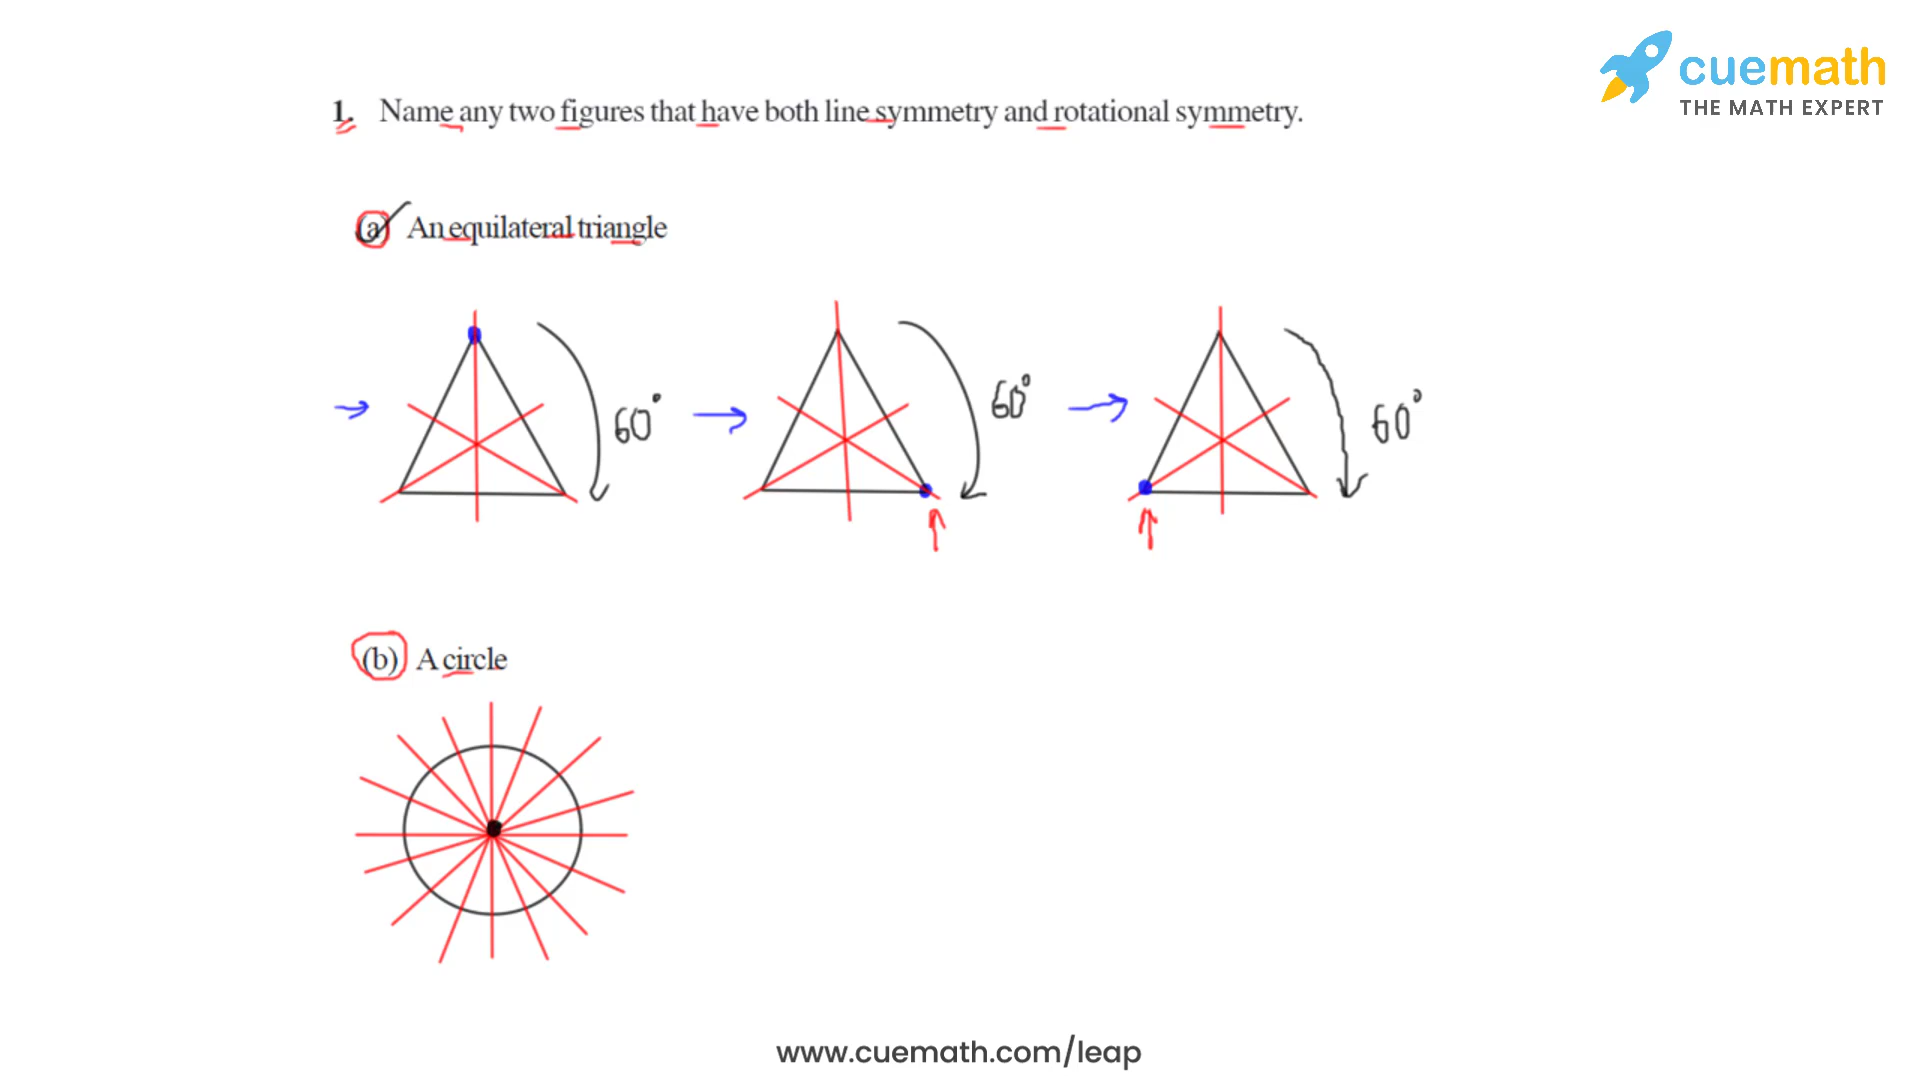 cuemath
THE MATH EXPERT
1. Name any two figures that have both line symmetry and rotational symmetry.
(a) An equilateral triangle
60°
60°
60°
(b) A circle
www.cuemath.com/leap